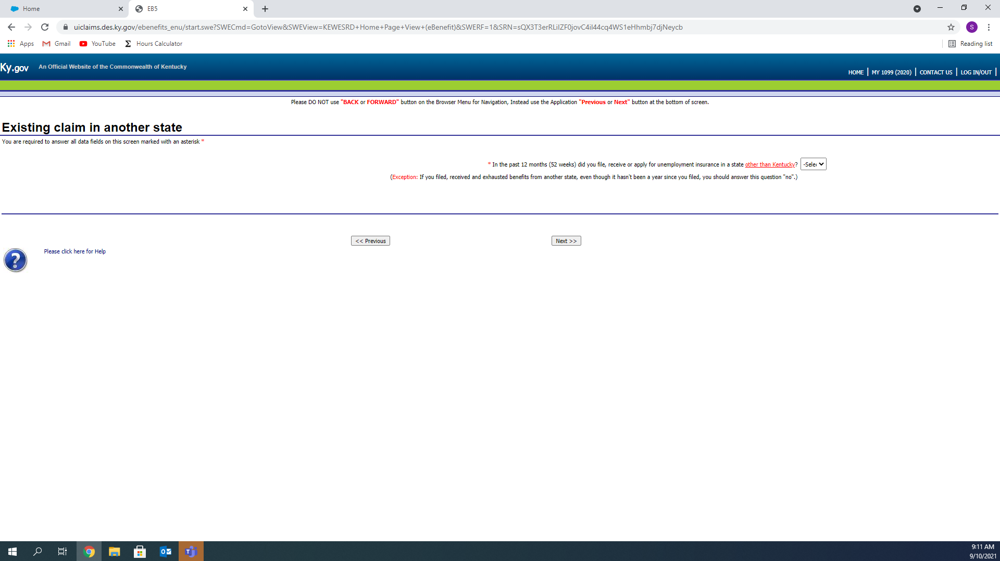 Home
EB5
uiclaims.des.ky.gov/ebenefits_enu/start.swe?SWECmd=GotoView&SWEView=KEWESRD+Home+Page+View+(eBenefit)&SWERF=1&SRN=sQX3T3erRLiIZF0jovC4iI44cq4WS1eHhmbj7djNeycb
S
Apps Gmail YouTube Hours Calculator Reading list
Ky.gov An Official Website of the Commonwealth of Kentucky
HOME | MY 1099 (2020) | CONTACT US | LOG IN/OUT |
Please DO NOT use "BACK or FORWARD" button on the Browser Menu for Navigation, Instead use the Application "Previous or Next" button at the bottom of screen.
Existing claim in another state
You are required to answer all data fields on this screen marked with an asterisk *
* In the past 12 months (52 weeks) did you file, receive or apply for unemployment insurance in a state other than Kentucky? -Sele
(Exception: If you filed, received and exhausted benefits from another state, even though it hasn't been a year since you filed, you should answer this question "no".)
<< Previous Next >>
Please click here for Help
9:11 AM
9/10/2021